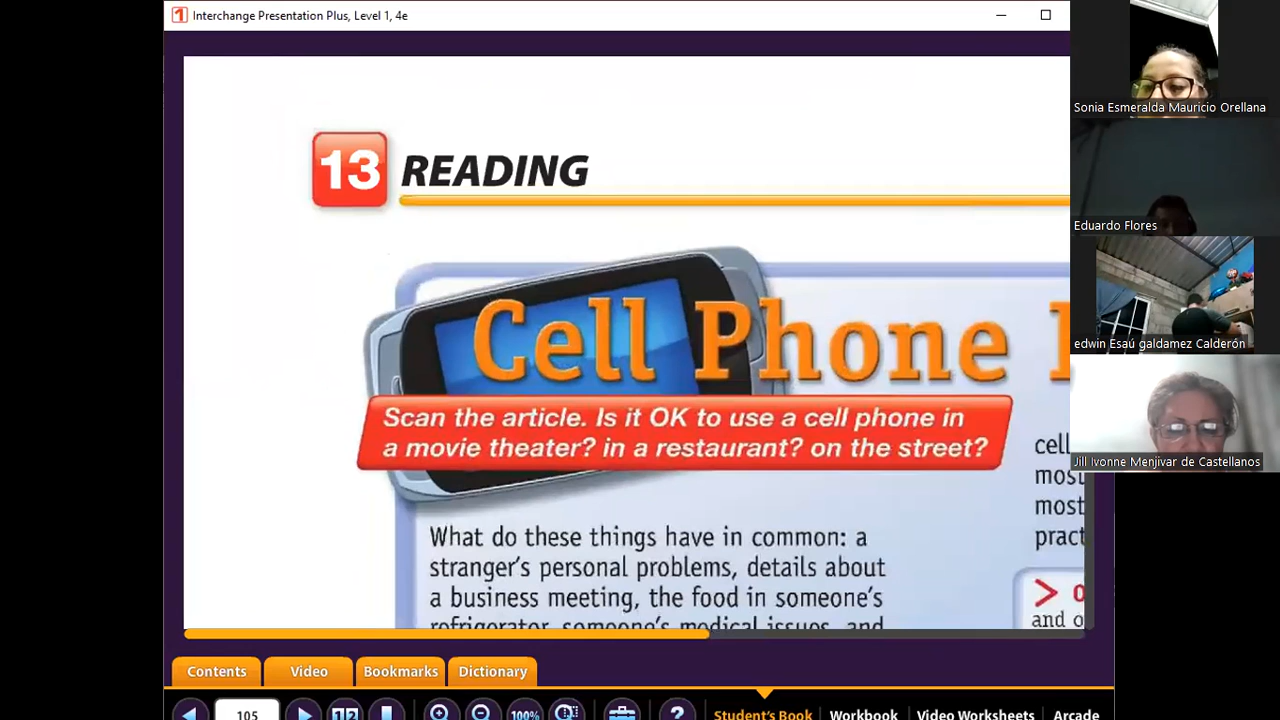 Interchange Presentation Plus, Level 1, 4e
13 READING
Cell Phone
Scan the article. Is it OK to use a cell phone in
a movie theater? in a restaurant? on the street?
What do these things have in common: a
stranger's personal problems, details about
a business meeting, the food in someone's
refrigerator, someone's medical issues, and
cell
most
most
pract
and o
Contents
Video
Bookmarks
Dictionary
105
12
100%
?
Student's Book
Workbook
Video Worksheets
Arcade
Sonia Esmeralda Mauricio Orellana
Eduardo Flores
edwin Esaú galdamez Calderón
Jill Ivonne Menjivar de Castellanos